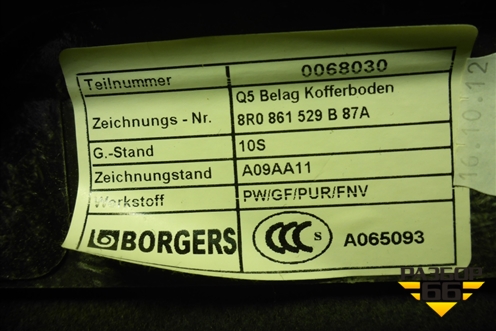 Teilnummer 0068030
Q5 Belag Kofferboden
Zeichnungs - Nr. 8R0 861 529 B 87A
G.-Stand 10S
Zeichnungstand A09AA11
Werkstoff PW/GF/PUR/FNV
BORGERS CCC S A065093
16.10.12
РАЗБОР
66